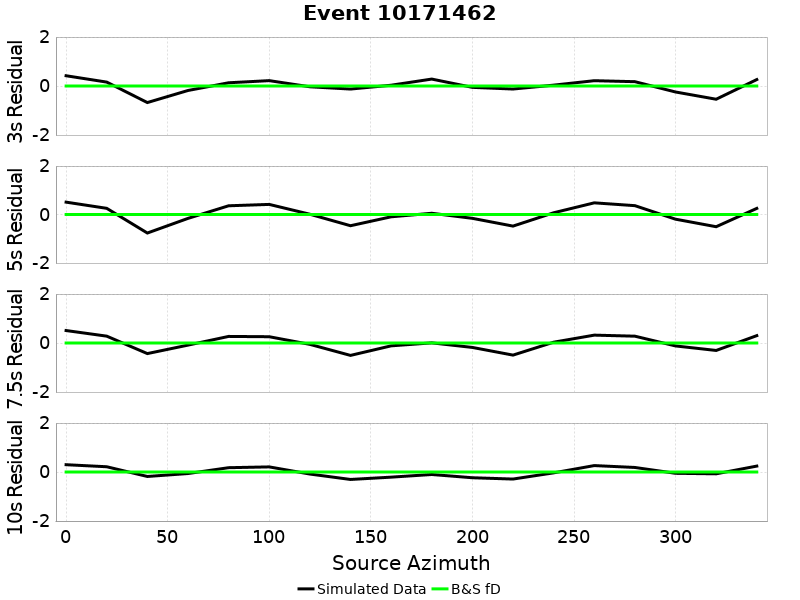 Event 10171462
3s Residual
2
0
-2
5s Residual
2
0
-2
7.5s Residual
2
0
-2
10s Residual
2
0
-2
0 50 100 150 200 250 300
Source Azimuth
Simulated Data B&S fD